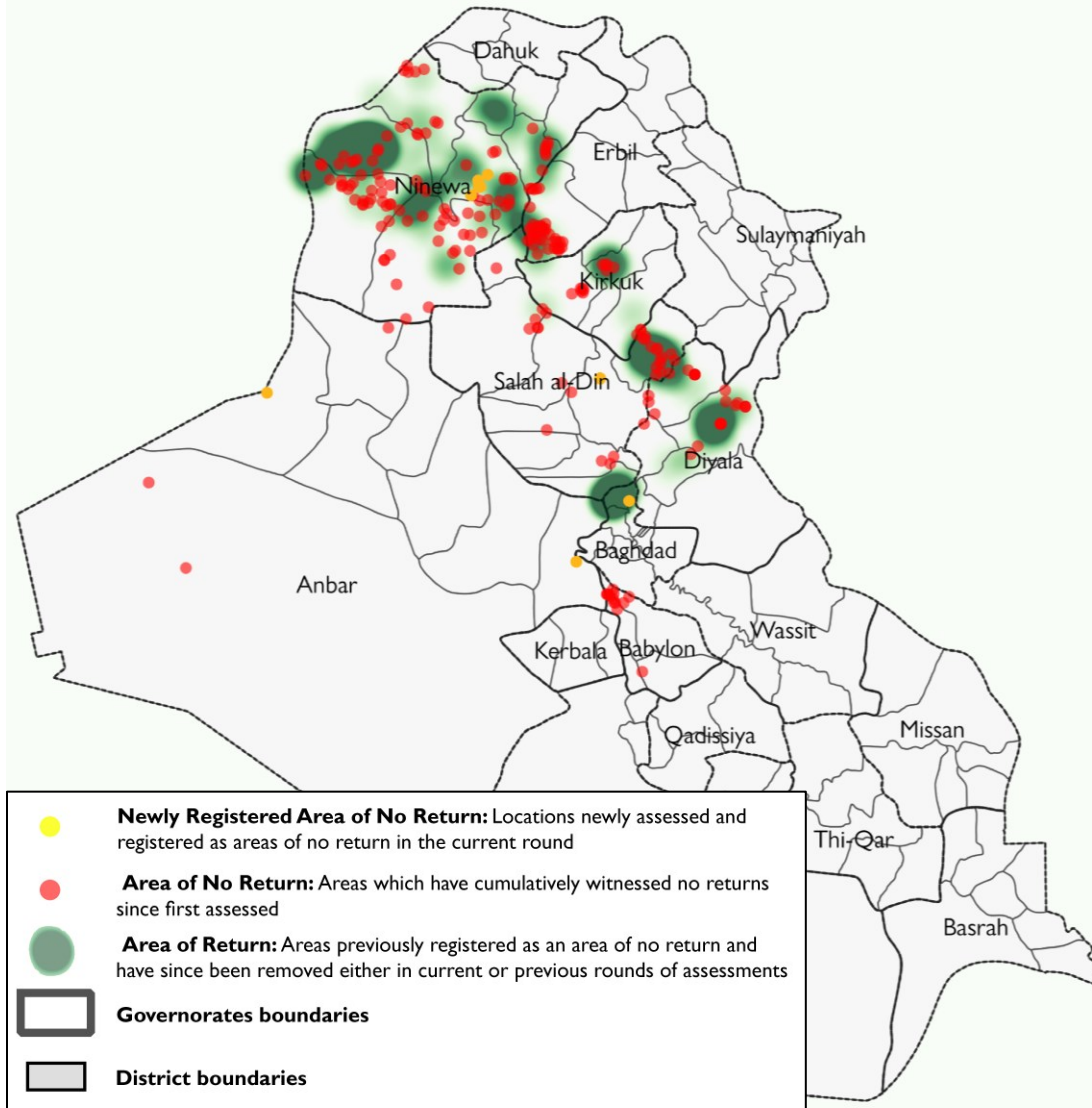 Dahuk
Erbil
Ninewa
Sulaymaniyah
Kirkuk
Salah al-Din
Diyala
Baghdad
Anbar
Wassit
Kerbala
Babylon
Qadissiya
Missan
Thi-Qar
Basrah
Newly Registered Area of No Return: Locations newly assessed and
registered as areas of no return in the current round
Area of No Return: Areas which have cumulatively witnessed no returns
since first assessed
Area of Return: Areas previously registered as an area of no return and
have since been removed either in current or previous rounds of assessments
Governorates boundaries
District boundaries